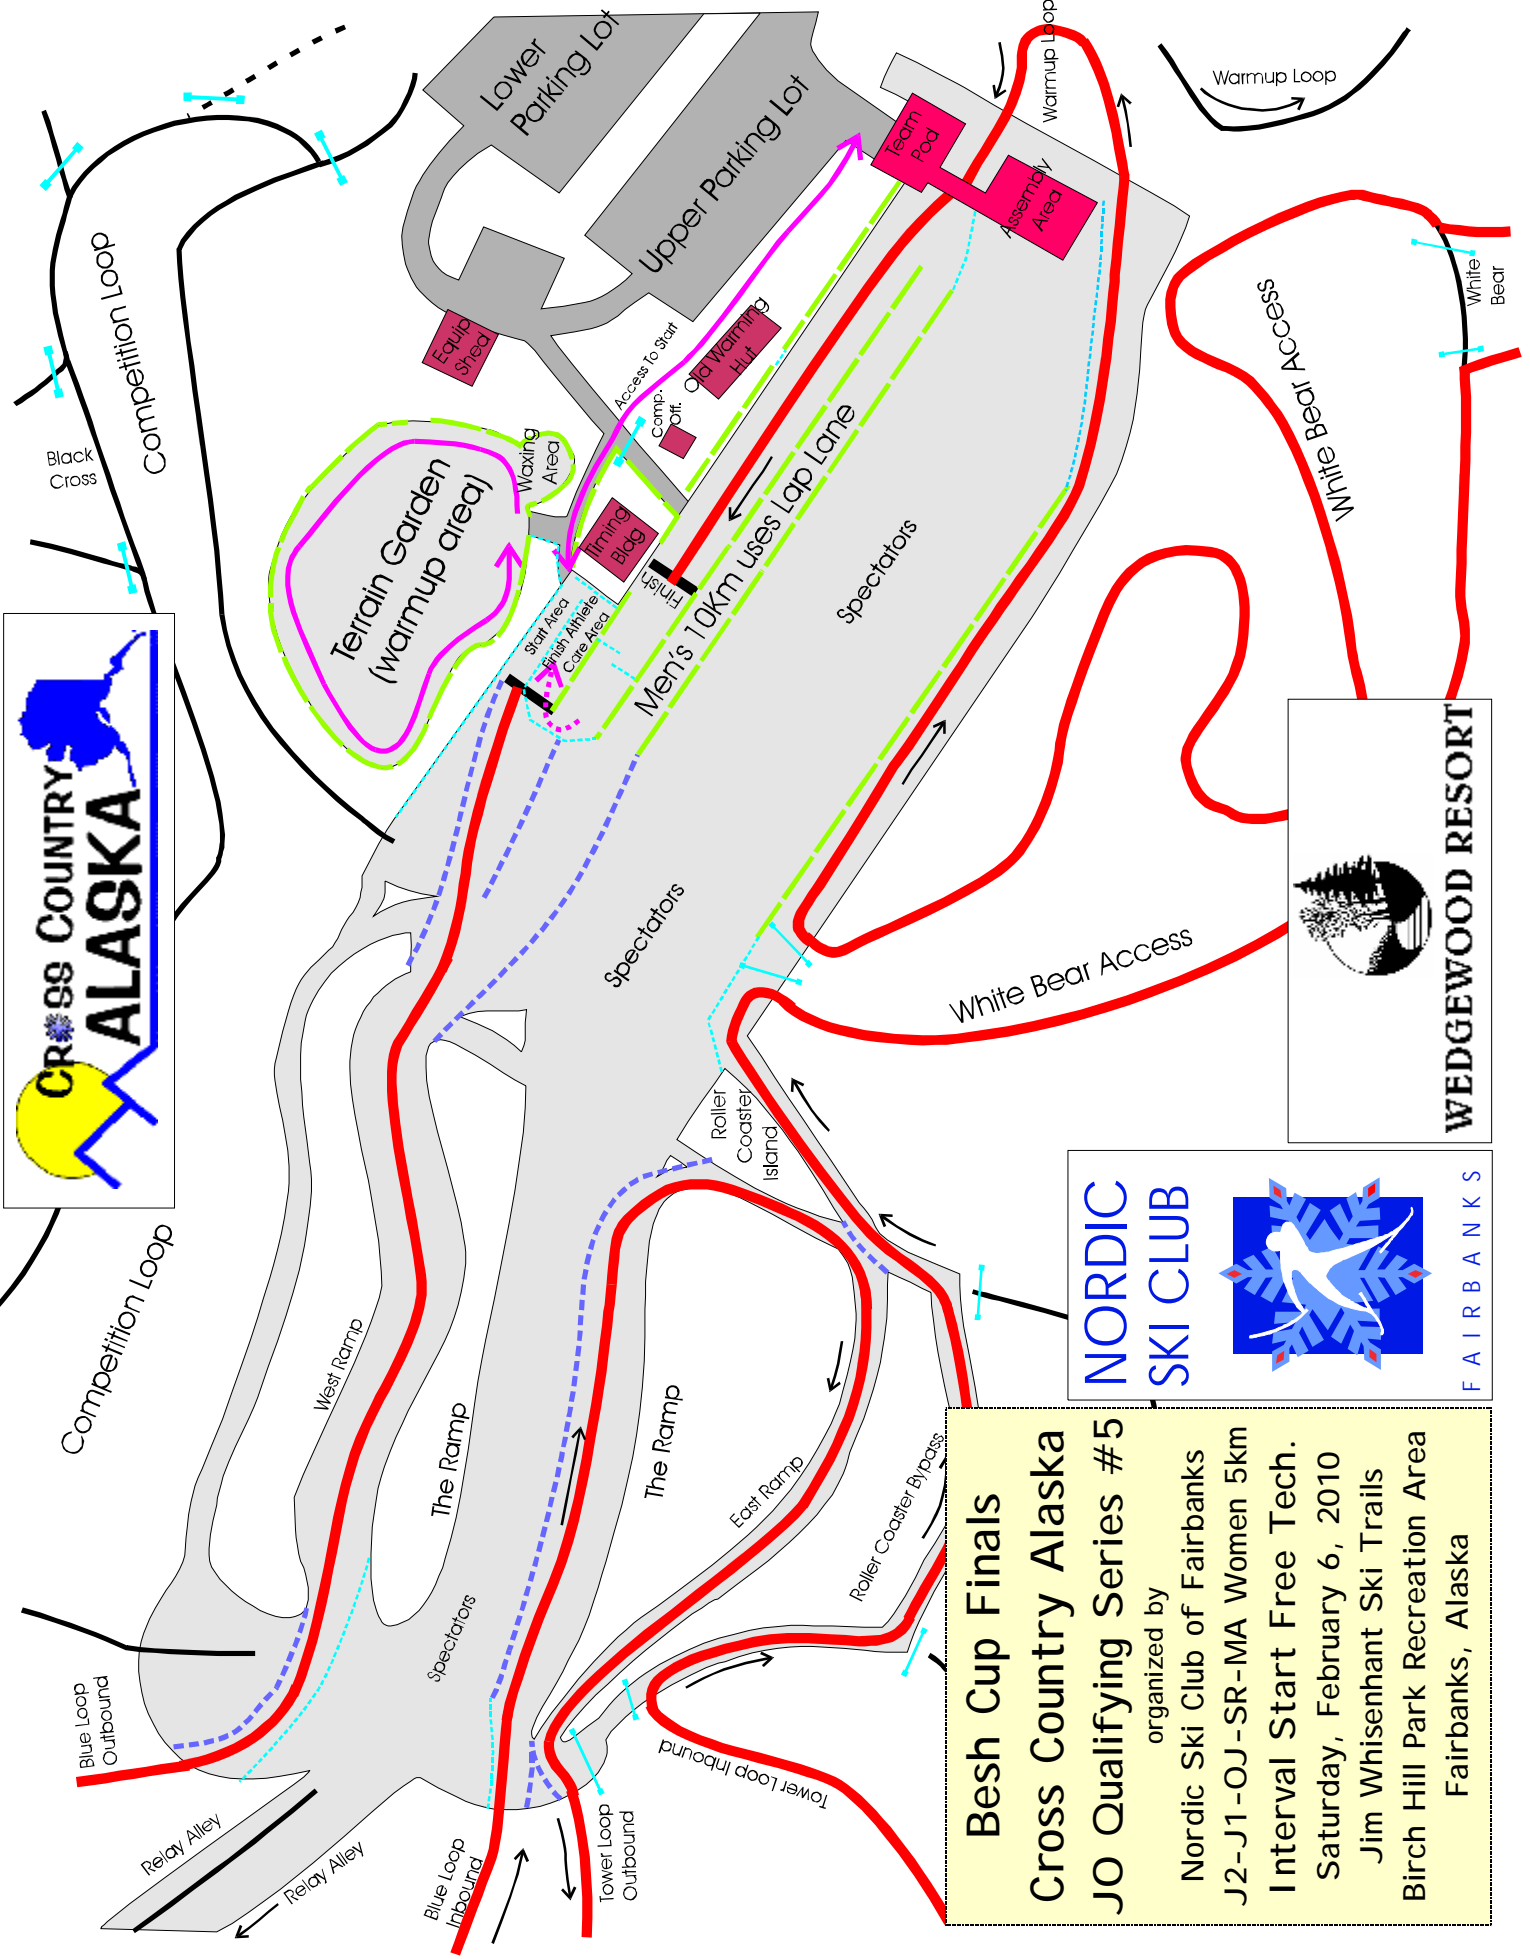 Besh Cup Finals
Cross Country Alaska
JO Qualifying Series #5
organized by
Nordic Ski Club of Fairbanks
J2-J1-OJ-SR-MA Women 5km
Interval Start Free Tech.
Saturday, February 6, 2010
Jim Whisenhant Ski Trails
Birch Hill Park Recreation Area
Fairbanks, Alaska
CROSS COUNTRY
ALASKA
NORDIC
SKI CLUB
FAIRBANKS
WEDGEWOOD RESORT
Lower
Parking Lot
Upper Parking Lot
Team
Pod
Assembly
Area
Warmup Loop
Warmup Loop
White
Bear
White Bear Access
White Bear Access
Competition Loop
Black
Cross
Equip
Shed
Access To Start
Old Warming
Hut
Comp.
Off.
Waxing
Area
Terrain Garden
(warmup area)
Timing
Bldg
Finish
Start Area
Finish Athlete
Care Area
Men's 10Km uses Lap Lane
Spectators
Spectators
Roller
Coaster
Island
Competition Loop
West Ramp
The Ramp
The Ramp
East Ramp
Roller Coaster Bypass
Spectators
Blue Loop
Outbound
Relay Alley
Relay Alley
Blue Loop
Inbound
Tower Loop
Outbound
Tower Loop Inbound